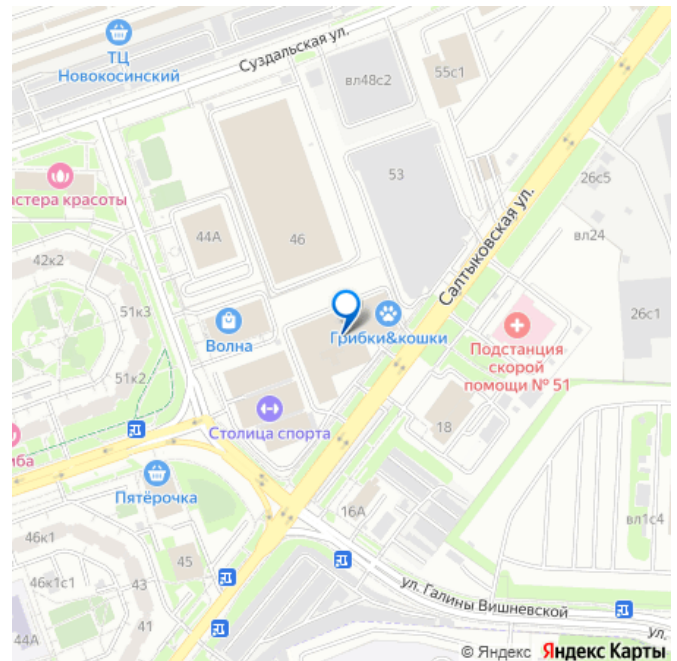 ТЦ
Новокосинский
Суздальская ул.
вл48с2
55с1
53
26с5
астера красоты
44А
46
Салтыковская ул.
вл24
42к2
51к3
26с1
Волна
Грибки&кошки
Подстанция
скорой
помощи № 51
51к2
Столица спорта
18
иба
Пятёрочка
16А
вл1с4
46к1
45
46к1с1
43
ул. Галины Вишневской
41
44А
Ул.
© Яндекс Яндекс Карты